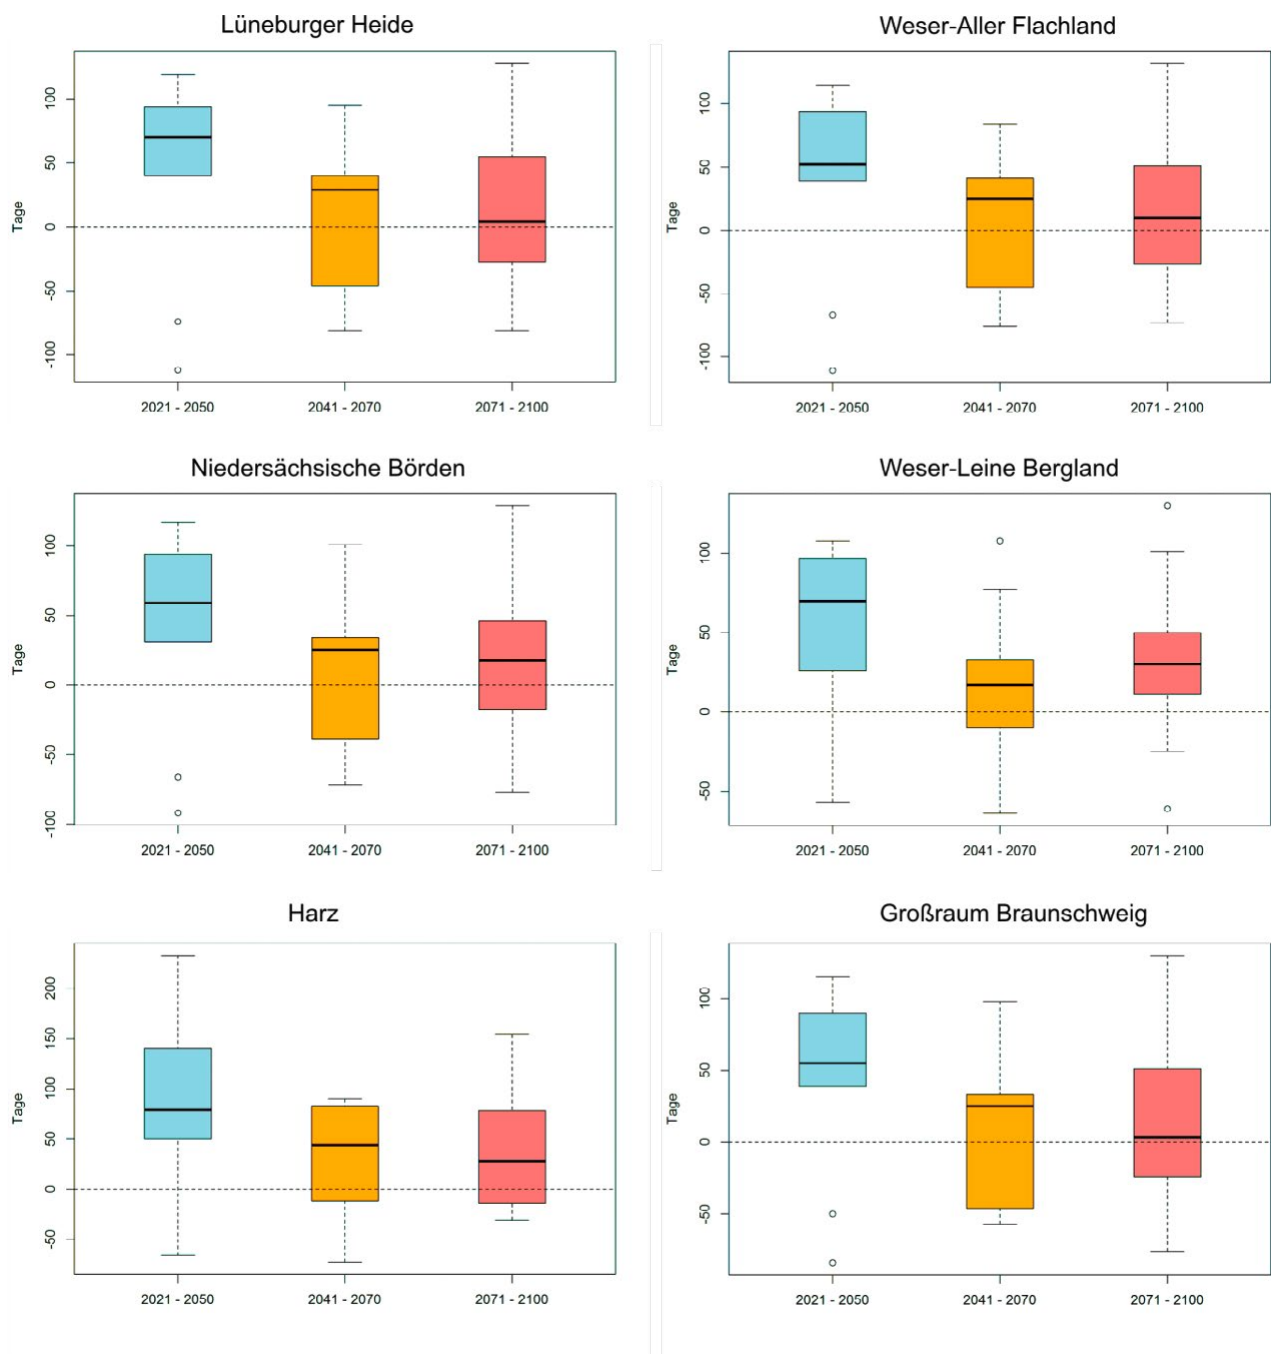 Lüneburger Heide
Weser-Aller Flachland
Tage
100
50
0
-50
-100
2021 - 2050
2041 - 2070
2071 - 2100
Tage
100
50
0
-50
-100
2021 - 2050
2041 - 2070
2071 - 2100
Niedersächsische Börden
Weser-Leine Bergland
Tage
100
50
0
-50
-100
2021 - 2050
2041 - 2070
2071 - 2100
Tage
100
50
0
-50
2021 - 2050
2041 - 2070
2071 - 2100
Harz
Großraum Braunschweig
Tage
200
150
100
50
0
-50
2021 - 2050
2041 - 2070
2071 - 2100
Tage
100
50
0
-50
2021 - 2050
2041 - 2070
2071 - 2100